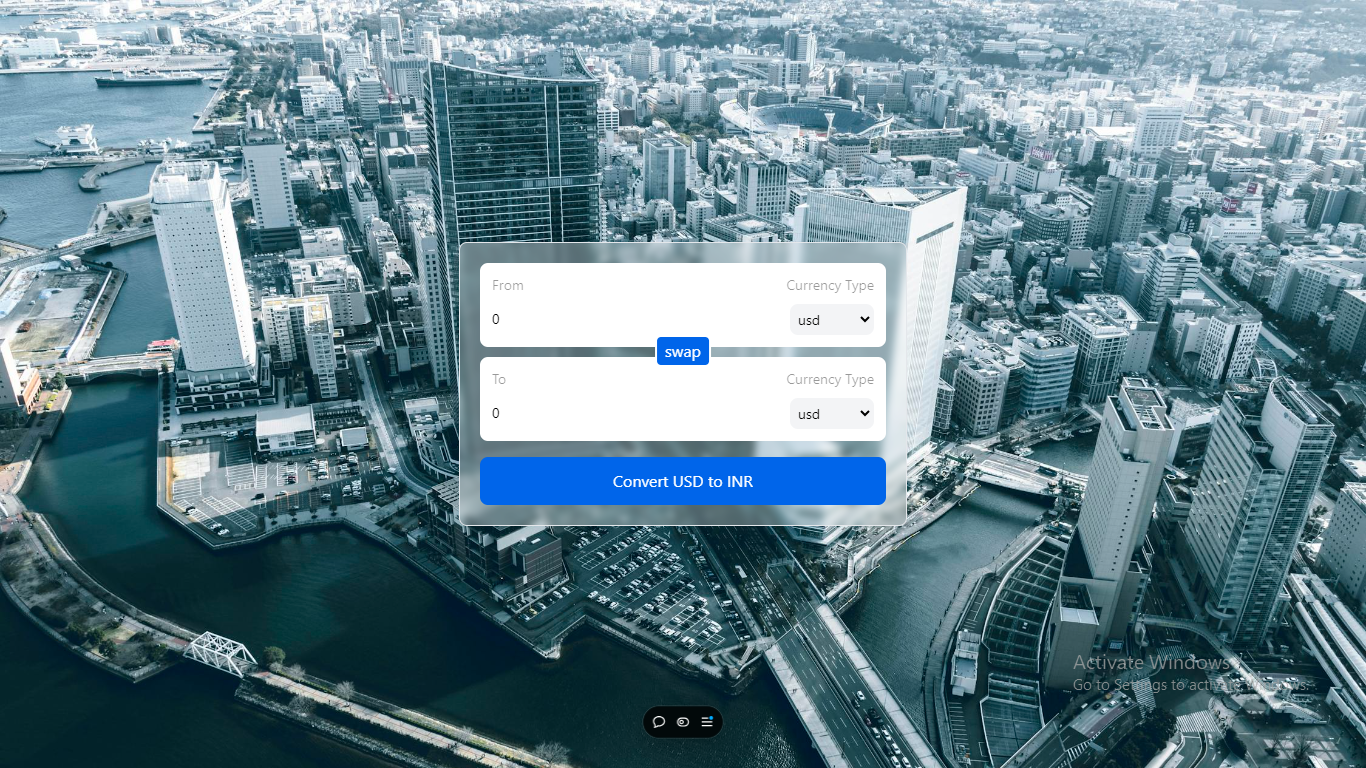 From
Currency Type
0
usd
swap
To
Currency Type
0
usd
Convert USD to INR
Activate Windows
Go to Settings to activate Windows.